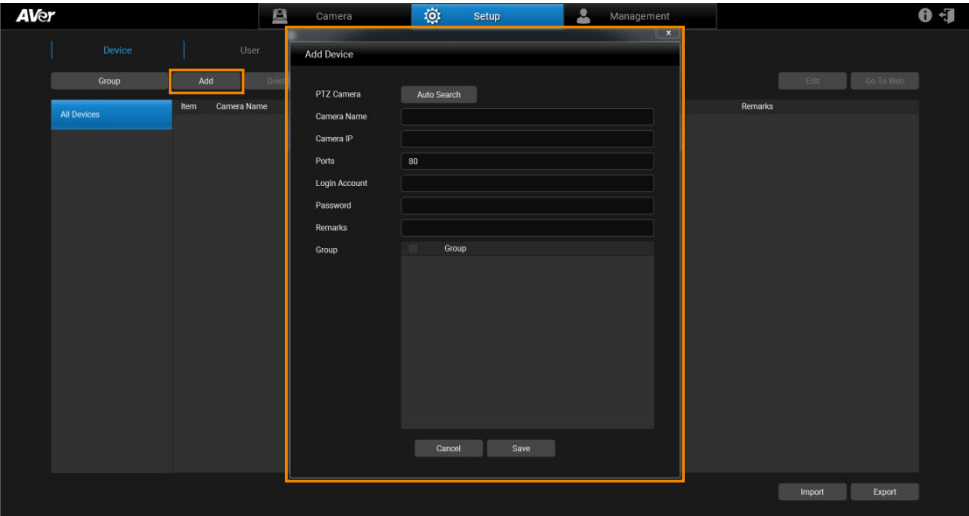 AVer
Camera
Setup
Management
Device
User
Add Device
Group
Add
Edit
Go To Web
All Devices
Item
Camera Name
Remarks
PTZ Camera
Auto Search
Camera Name
Camera IP
Ports
80
Login Account
Password
Remarks
Group
Group
Cancel
Save
Import
Export